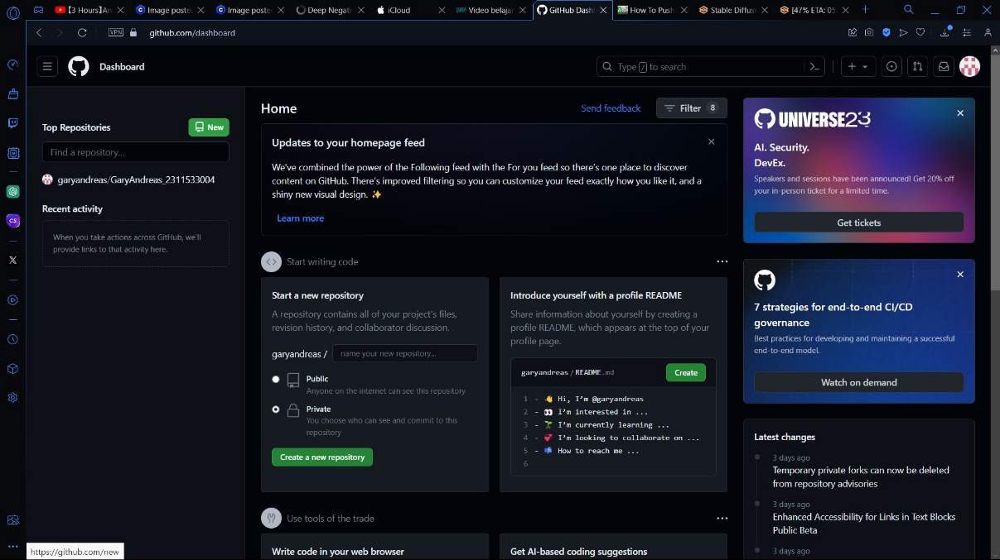 【3 Hours】An
Image poste
Image poste
Deep Negat
iCloud
Video belaja
GitHub Dash
How To Push
Stable Diffus
[47% ETA: 05
VPN
github.com/dashboard
Dashboard
Type / to search
Top Repositories
New
Find a repository...
garyandreas/GaryAndreas_2311533004
Recent activity
When you take actions across GitHub, we'll
provide links to that activity here.
Home
Send feedback
Filter 8
Updates to your homepage feed
We've combined the power of the Following feed with the For you feed so there's one place to discover
content on GitHub. There's improved filtering so you can customize your feed exactly how you like it, and a
shiny new visual design. ✨
Learn more
Start writing code
Start a new repository
A repository contains all of your project's files,
revision history, and collaborator discussion.
garyandreas / name your new repository...
Public
Anyone on the internet can see this repository
Private
You choose who can see and commit to this
repository
Create a new repository
Introduce yourself with a profile README
Share information about yourself by creating a
profile README, which appears at the top of your
profile page.
garyandreas / README.md
Create
1 - 👋 Hi, I'm @garyandreas
2 - 👀 I'm interested in ...
3 - 🌱 I'm currently learning ...
4 - 💞️ I'm looking to collaborate on ...
5 - 📫 How to reach me ...
6
Use tools of the trade
Write code in your web browser
Get AI-based coding suggestions
UNIVERSE23
AI. Security.
DevEx.
Speakers and sessions have been announced! Get 20% off
your in-person ticket for a limited time.
Get tickets
7 strategies for end-to-end CI/CD
governance
Best practices for developing and maintaining a successful
end-to-end model.
Watch on demand
Latest changes
3 days ago
Temporary private forks can now be deleted
from repository advisories
3 days ago
Enhanced Accessibility for Links in Text Blocks
Public Beta
3 days ago
CS
https://github.com/new